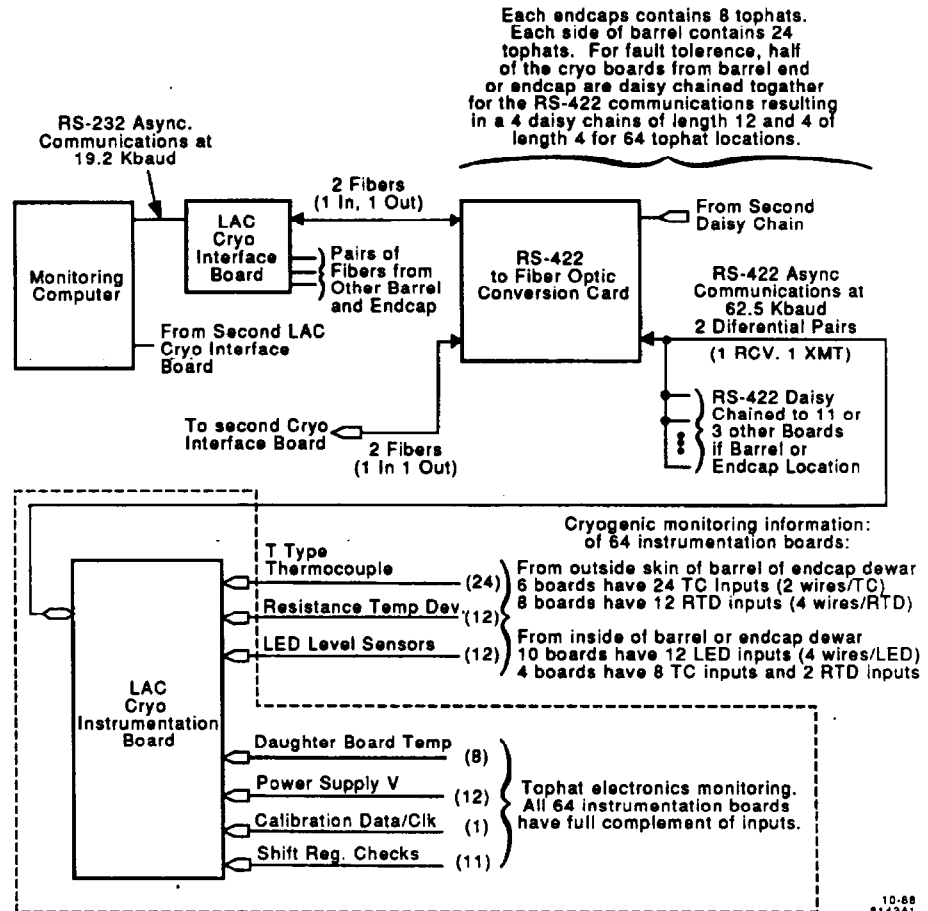 Each endcaps contains 8 tophats.
Each side of barrel contains 24
tophats. For fault tolerence, half
of the cryo boards from barrel end
or endcap are daisy chained togather
for the RS-422 communications resulting
in a 4 daisy chains of length 12 and 4 of
length 4 for 64 tophat locations.
RS-232 Async.
Communications at
19.2 Kbaud
2 Fibers
(1 In, 1 Out)
Monitoring
Computer
LAC
Cryo
Interface
Board
Pairs of
Fibers from
Other Barrel
and Endcap
From Second LAC
Cryo Interface
Board
RS-422
to Fiber Optic
Conversion Card
From Second
Daisy Chain
RS-422 Async
Communications at
62.5 Kbaud
2 Diferential Pairs
(1 RCV. 1 XMT)
To second Cryo
Interface Board
2 Fibers
(1 In 1 Out)
RS-422 Daisy
Chained to 11 or
3 other Boards
if Barrel or
Endcap Location
Cryogenic monitoring information:
of 64 instrumentation boards:
T Type
Thermocouple
(24)
Resistance Temp Dev.
(12)
LED Level Sensors
(12)
From outside skin of barrel of endcap dewar
6 boards have 24 TC Inputs (2 wires/TC)
8 boards have 12 RTD inputs (4 wires/RTD)
From inside of barrel or endcap dewar
10 boards have 12 LED inputs (4 wires/LED)
4 boards have 8 TC inputs and 2 RTD inputs
LAC
Cryo
Instrumentation
Board
Daughter Board Temp
(8)
Power Supply V
(12)
Calibration Data/Clk
(1)
Shift Reg. Checks
(11)
Tophat electronics monitoring.
All 64 instrumentation boards
have full complement of inputs.
10-88